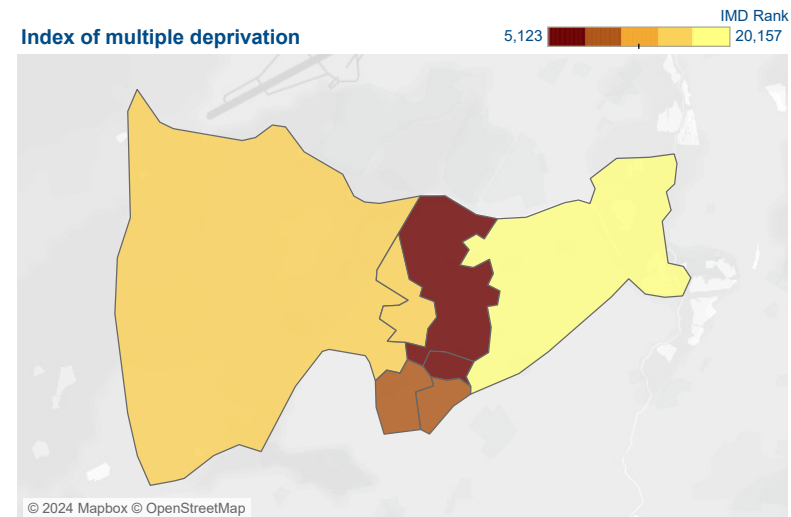 IMD Rank
Index of multiple deprivation
5,123
20,157
© 2024 Mapbox © OpenStreetMap